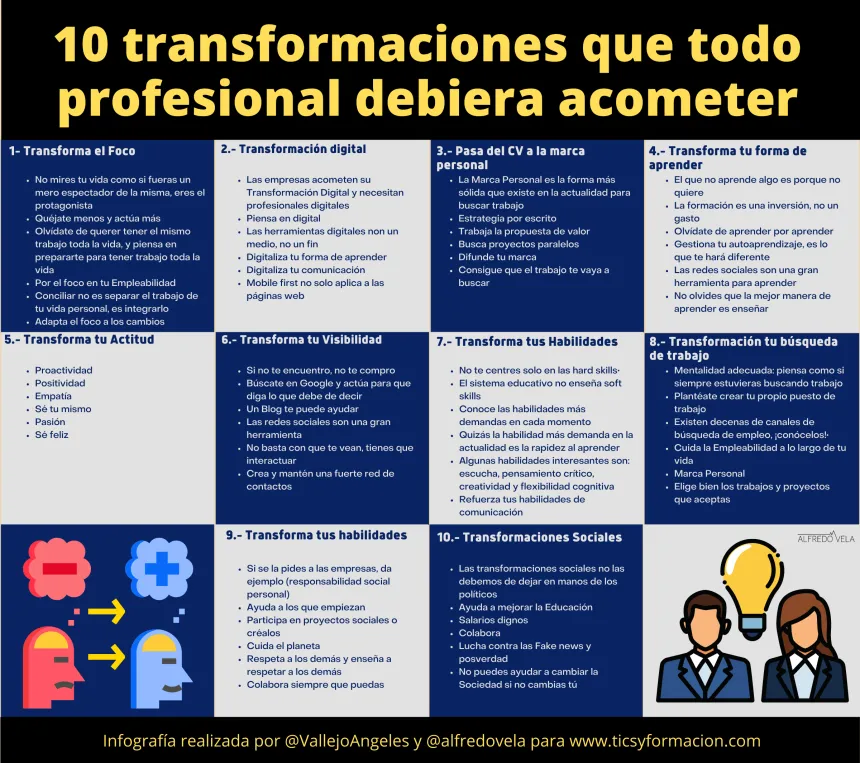 10 transformaciones que todo
profesional debiera acometer
1- Transforma el Foco
No mires tu vida como si fueras un
mero espectador de la misma, eres el
protagonista
Quéjate menos y actúa más
Olvídate de querer tener el mismo
trabajo toda la vida, y piensa en
prepararte para tener trabajo toda la
vida
Por el foco en tu Empleabilidad
Conciliar no es separar el trabajo de
tu vida personal, es integrarlo
Adapta el foco a los cambios
2.- Transformación digital
Las empresas acometen su
Transformación Digital y necesitan
profesionales digitales
Piensa en digital
Las herramientas digitales non un
medio, no un fin
Digitaliza tu forma de aprender
Digitaliza tu comunicación
Mobile first no solo aplica a las
páginas web
3.- Pasa del CV a la marca
personal
La Marca Personal es la forma más
sólida que existe en la actualidad para
buscar trabajo
Estrategia por escrito
Trabaja la propuesta de valor
Busca proyectos paralelos
Difunde tu marca
Consigue que el trabajo te vaya a
buscar
4.- Transforma tu forma de
aprender
El que no aprende algo es porque no
quiere
La formación es una inversión, no un
gasto
Olvídate de aprender por aprender
Gestiona tu autoaprendizaje, es lo
que te hará diferente
Las redes sociales son una gran
herramienta para aprender
No olvides que la mejor manera de
aprender es enseñar
5.- Transforma tu Actitud
Proactividad
Positividad
Empatía
Sé tu mismo
Pasión
Sé feliz
6.- Transforma tu Visibilidad
Si no te encuentro, no te compro
Búscate en Google y actúa para que
diga lo que debe de decir
Un Blog te puede ayudar
Las redes sociales son una gran
herramienta
No basta con que te vean, tienes que
interactuar
Crea y mantén una fuerte red de
contactos
7.- Transforma tus Habilidades
No te centres solo en las hard skills·
El sistema educativo no enseña soft
skills
Conoce las habilidades más
demandas en cada momento
Quizás la habilidad más demanda en la
actualidad es la rapidez al aprender
Algunas habilidades interesantes son:
escucha, pensamiento crítico,
creatividad y flexibilidad cognitiva
Refuerza tus habilidades de
comunicación
8.- Transformación tu búsqueda
de trabajo
Mentalidad adecuada: piensa como si
siempre estuvieras buscando trabajo
Plantéate crear tu propio puesto de
trabajo
Existen decenas de canales de
búsqueda de empleo, ¡conócelos!·
Cuida la Empleabilidad a lo largo de tu
vida
Marca Personal
Elige bien los trabajos y proyectos
que aceptas
9.- Transforma tus habilidades
Si se la pides a las empresas, da
ejemplo (responsabilidad social
personal)
Ayuda a los que empiezan
Participa en proyectos sociales o
créalos
Cuida el planeta
Respeta a los demás y enseña a
respetar a los demás
Colabora siempre que puedas
10.- Transformaciones Sociales
Las transformaciones sociales no las
debemos de dejar en manos de los
políticos
Ayuda a mejorar la Educación
Salarios dignos
Colabora
Lucha contra las Fake news y
posverdad
No puedes ayudar a cambiar la
Sociedad si no cambias tú
ALFREDO VELA
Infografía realizada por @VallejoAngeles y @alfredovela para www.ticsyformacion.com